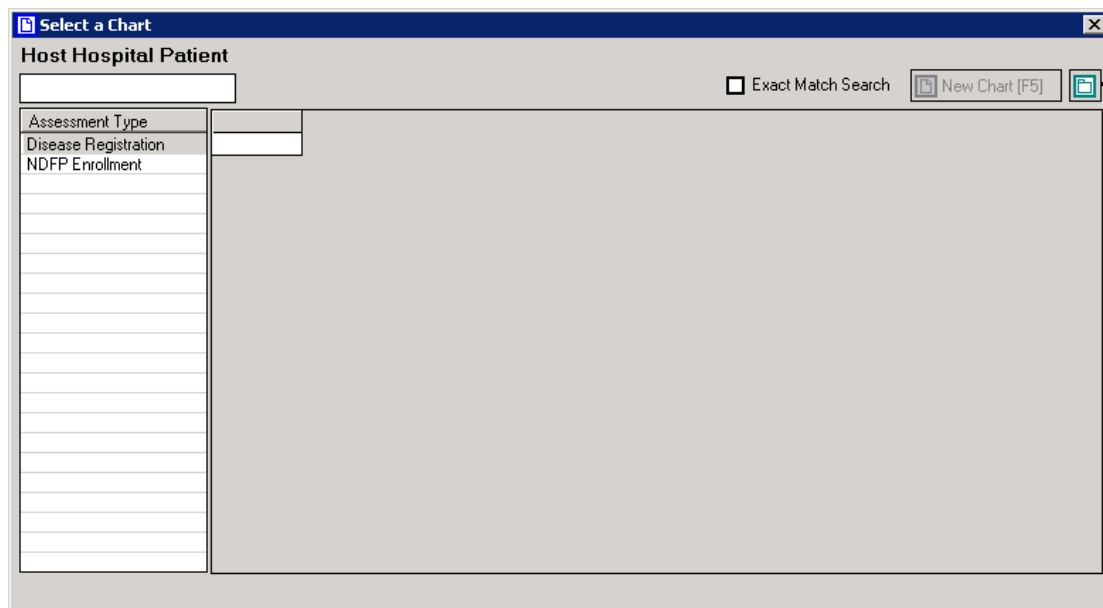 Select a Chart
Host Hospital Patient
Exact Match Search
New Chart [F5]
Assessment Type
Disease Registration
NDFP Enrollment